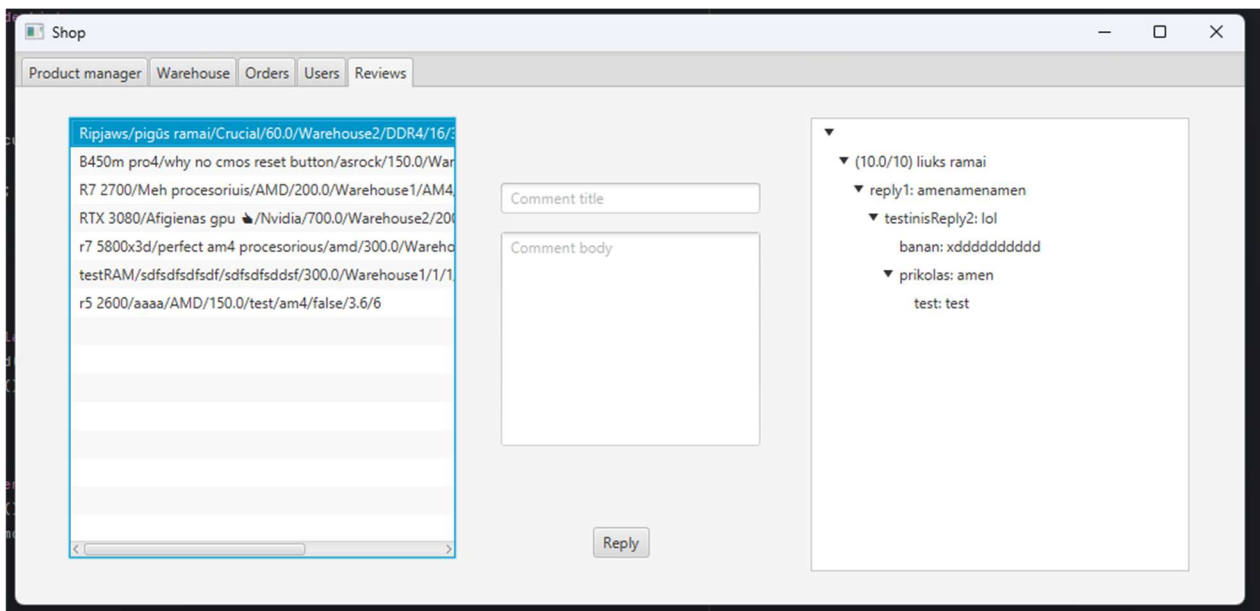 Shop
Product manager Warehouse Orders Users Reviews
Ripjaws/pigūs ramai/Crucial/60.0/Warehouse2/DDR4/16/3
B450m pro4/why no cmos reset button/asrock/150.0/War
R7 2700/Meh procesoriuis/AMD/200.0/Warehouse1/AM4,
RTX 3080/Afigienas gpu /Nvidia/700.0/Warehouse2/200
r7 5800x3d/perfect am4 procesorious/amd/300.0/Wareho
testRAM/sdfsdfsdfsdf/sdfsdfsddsf/300.0/Warehouse1/1/1,
r5 2600/aaaa/AMD/150.0/test/am4/false/3.6/6
Comment title
Comment body
Reply
(10.0/10) liuks ramai
reply1: amenamenamen
testinisReply2: lol
banan: xdddddddddd
prikolas: amen
test: test